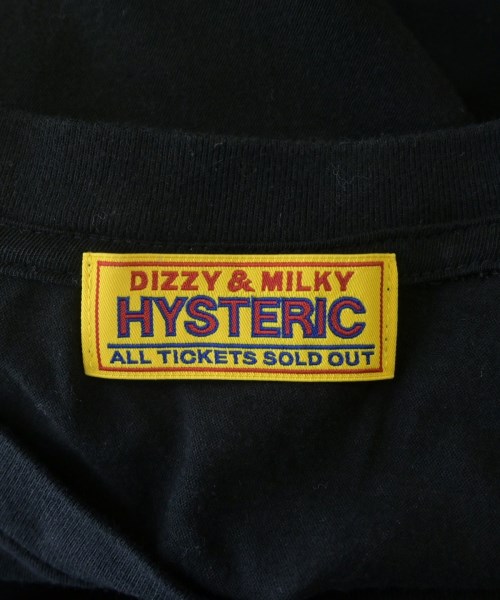 DIZZY & MILKY
HYSTERIC
ALL TICKETS SOLD OUT